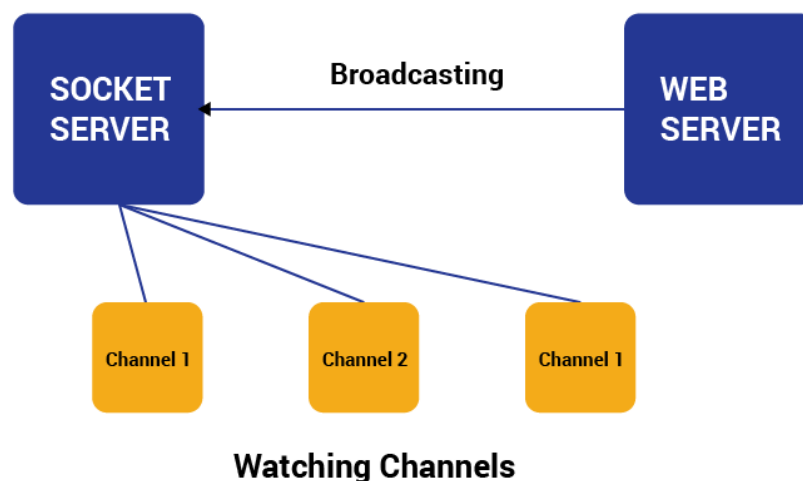 SOCKET
SERVER
Broadcasting
WEB
SERVER
Channel 1
Channel 2
Channel 1
Watching Channels